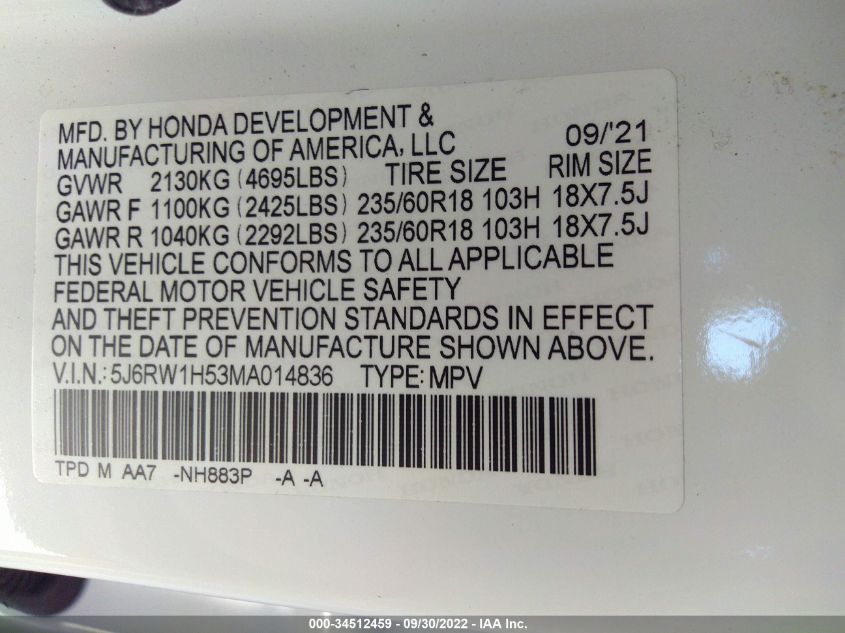 MFD. BY HONDA DEVELOPMENT &
MANUFACTURING OF AMERICA, LLC 09/'21
GVWR 2130KG (4695LBS) TIRE SIZE RIM SIZE
GAWR F 1100KG (2425LBS) 235/60R18 103H 18X7.5J
GAWR R 1040KG (2292LBS) 235/60R18 103H 18X7.5J
THIS VEHICLE CONFORMS TO ALL APPLICABLE
FEDERAL MOTOR VEHICLE SAFETY
AND THEFT PREVENTION STANDARDS IN EFFECT
ON THE DATE OF MANUFACTURE SHOWN ABOVE.
V.I.N.: 5J6RW1H53MA014836 TYPE: MPV
TPD M AA7 -NH883P -A -A
000-34512459 - 09/30/2022 - IAA Inc.